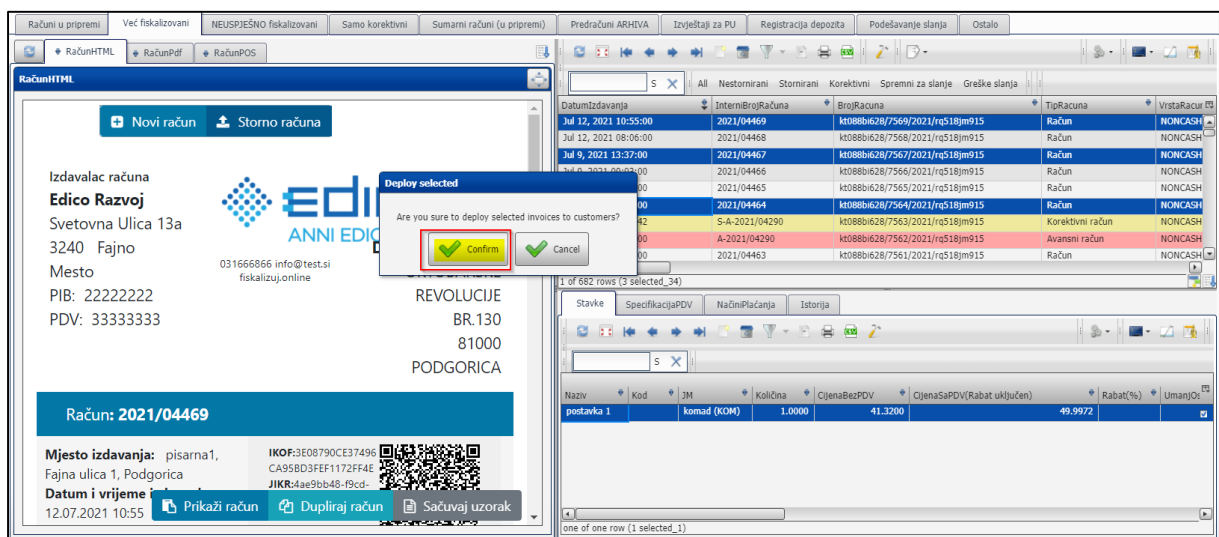 Računi u pripremi Već fiskalizovani NEUSPJEŠNO fiskalizovani Samo korektivni Sumarni računi (u pripremi) Predračuni ARHIVA Izvještaji za PU Registracija depozita Podešavanje slanja Ostalo
RačunHTML RačunPdf RačunPOS
RačunHTML
Novi račun Storno računa
Izdavalac računa
Edico Razvoj
Svetovna Ulica 13a
3240 Fajno
Mesto
PIB: 22222222
PDV: 33333333
ANNI EDIC
031666866 info@test.si
fiskalizuj.online
REVOLUCIJE
BR.130
81000
PODGORICA
Račun: 2021/04469
Mjesto izdavanja: pisarna1,
Fajna ulica 1, Podgorica
Datum i vrijeme
12.07.2021 10:55
IKOF:3E08790CE37496
CA95BD3FEF1172FF4E
JIKR:4ae9bb48-f9cd-
Prikaži račun Dupliraj račun Sačuvaj uzorak
Deploy selected
Are you sure to deploy selected invoices to customers?
Confirm Cancel
S All Nestornirani Stornirani Korektivni Spremni za slanje Greške slanja
DatumIzdavanja InterniBrojRačuna BrojRacuna TipRacuna VrstaRacur
Jul 12, 2021 10:55:00 2021/04469 kt088bi628/7569/2021/rq518jm915 Račun NONCASH
Jul 12, 2021 08:06:00 2021/04468 kt088bi628/7568/2021/rq518jm915 Račun NONCASH
Jul 9, 2021 13:37:00 2021/04467 kt088bi628/7567/2021/rq518jm915 Račun NONCASH
2021/04466 kt088bi628/7566/2021/rq518jm915 Račun NONCASH
00 2021/04465 kt088bi628/7565/2021/rq518jm915 Račun NONCASH
00 2021/04464 kt088bi628/7564/2021/rq518jm915 Račun NONCASH
42 S-A-2021/04290 kt088bi628/7563/2021/rq518jm915 Korektivni račun NONCASH
00 A-2021/04290 kt088bi628/7562/2021/rq518jm915 Avansni račun NONCASH
00 2021/04463 kt088bi628/7561/2021/rq518jm915 Račun NONCASH
1 of 682 rows (3 selected_34)
Stavke SpecifikacijaPDV NačiniPlaćanja Istorija
S
Naziv Kod JM Količina CijenaBezPDV CijenaSaPDV(Rabat uključen) Rabat(%) UmanjOs
postavka 1 komad (KOM) 1.0000 41.3200 49.9972
one of one row (1 selected_1)